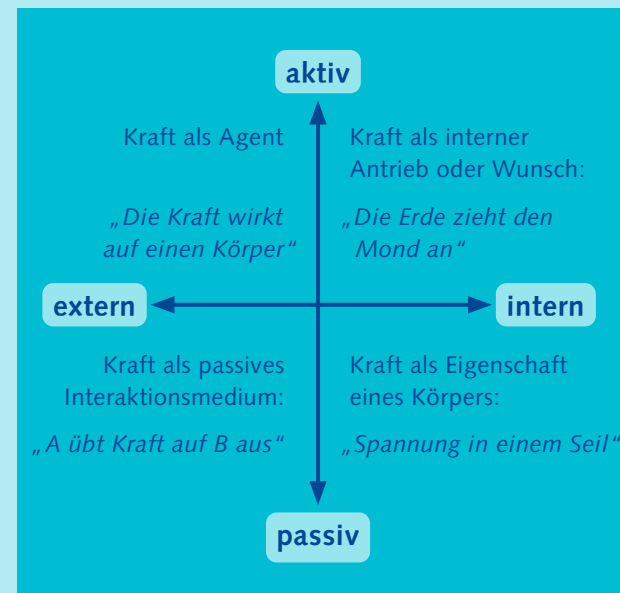 aktiv
Kraft als Agent
„Die Kraft wirkt
auf einen Körper“
Kraft als interner
Antrieb oder Wunsch:
„Die Erde zieht den
Mond an“
extern
intern
Kraft als passives
Interaktionsmedium:
„A übt Kraft auf B aus“
Kraft als Eigenschaft
eines Körpers:
„Spannung in einem Seil“
passiv